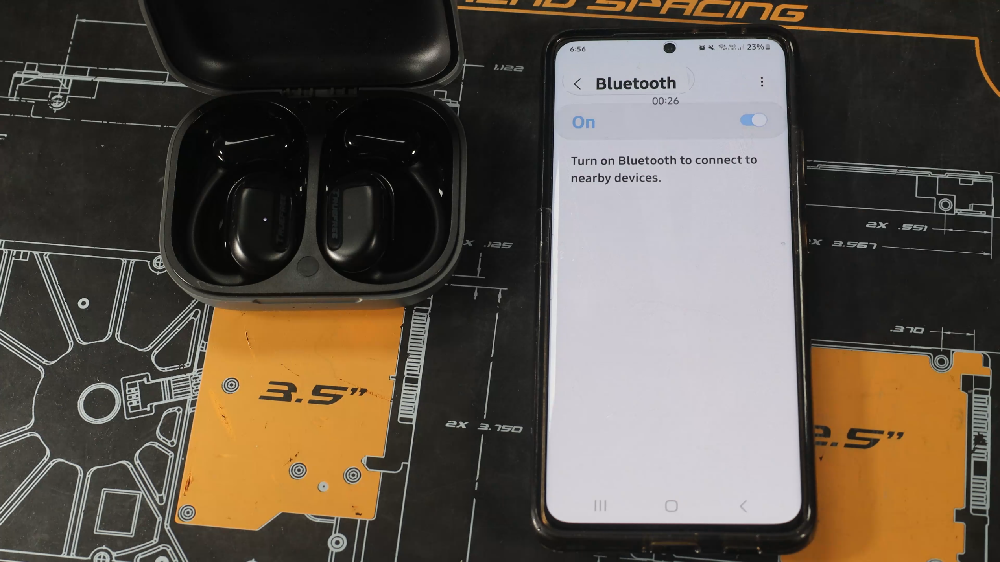 SPACING
1.122
6:56
23%
Bluetooth
00:26
On
Turn on Bluetooth to connect to
nearby devices.
TRUEFREE
TRUEFREE
X .125
2X .551
X 3.567
.370
3.5”
2X 3.750
2.5”